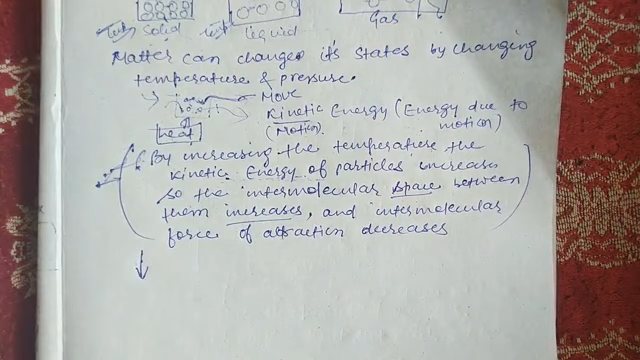 Solid
Liquid
Gas
Matter can change it's states by changing
temperature & pressure.
Move
Kinetic Energy (Energy due to
(Motion) motion)
heat
By increasing the temperature the
kinetic Energy of particles increases
so the intermolecular space between
them increases, and intermolecular
force of attraction decreases